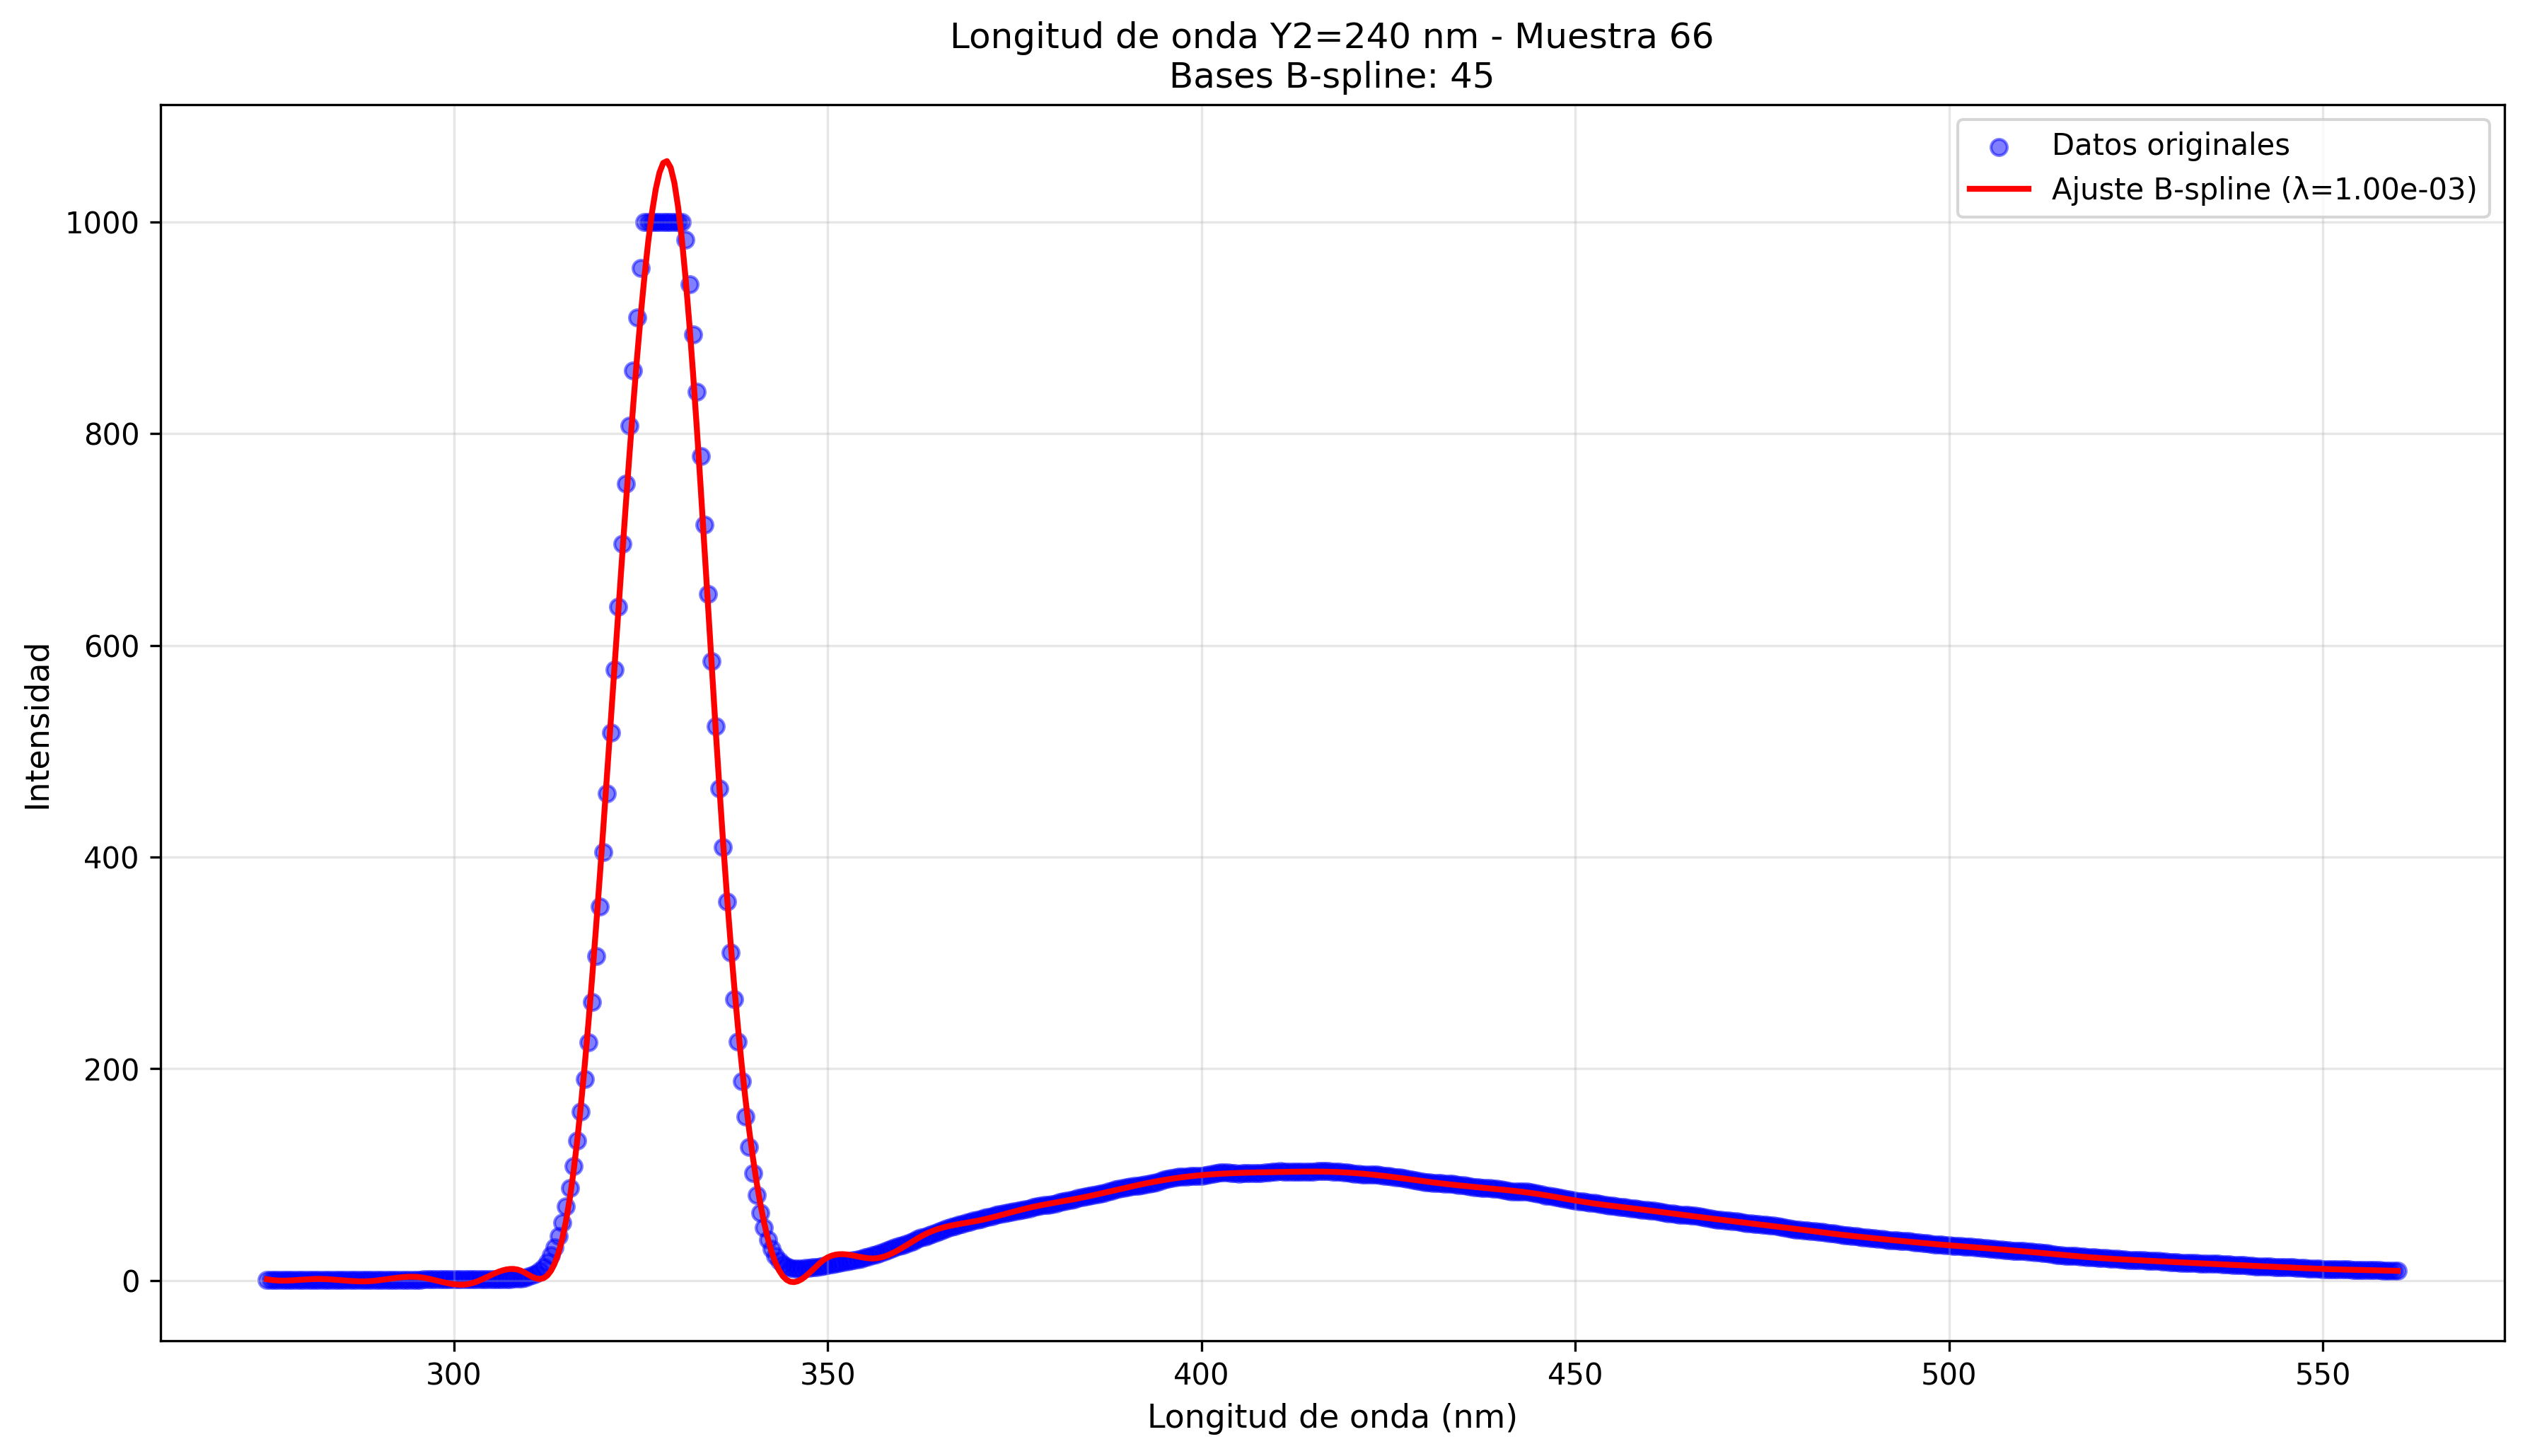 Longitud de onda Y2=240 nm - Muestra 66
Bases B-spline: 45
Datos originales
Ajuste B-spline (λ=1.00e-03)
Intensidad
1000
800
600
400
200
0
300
350
400
450
500
550
Longitud de onda (nm)